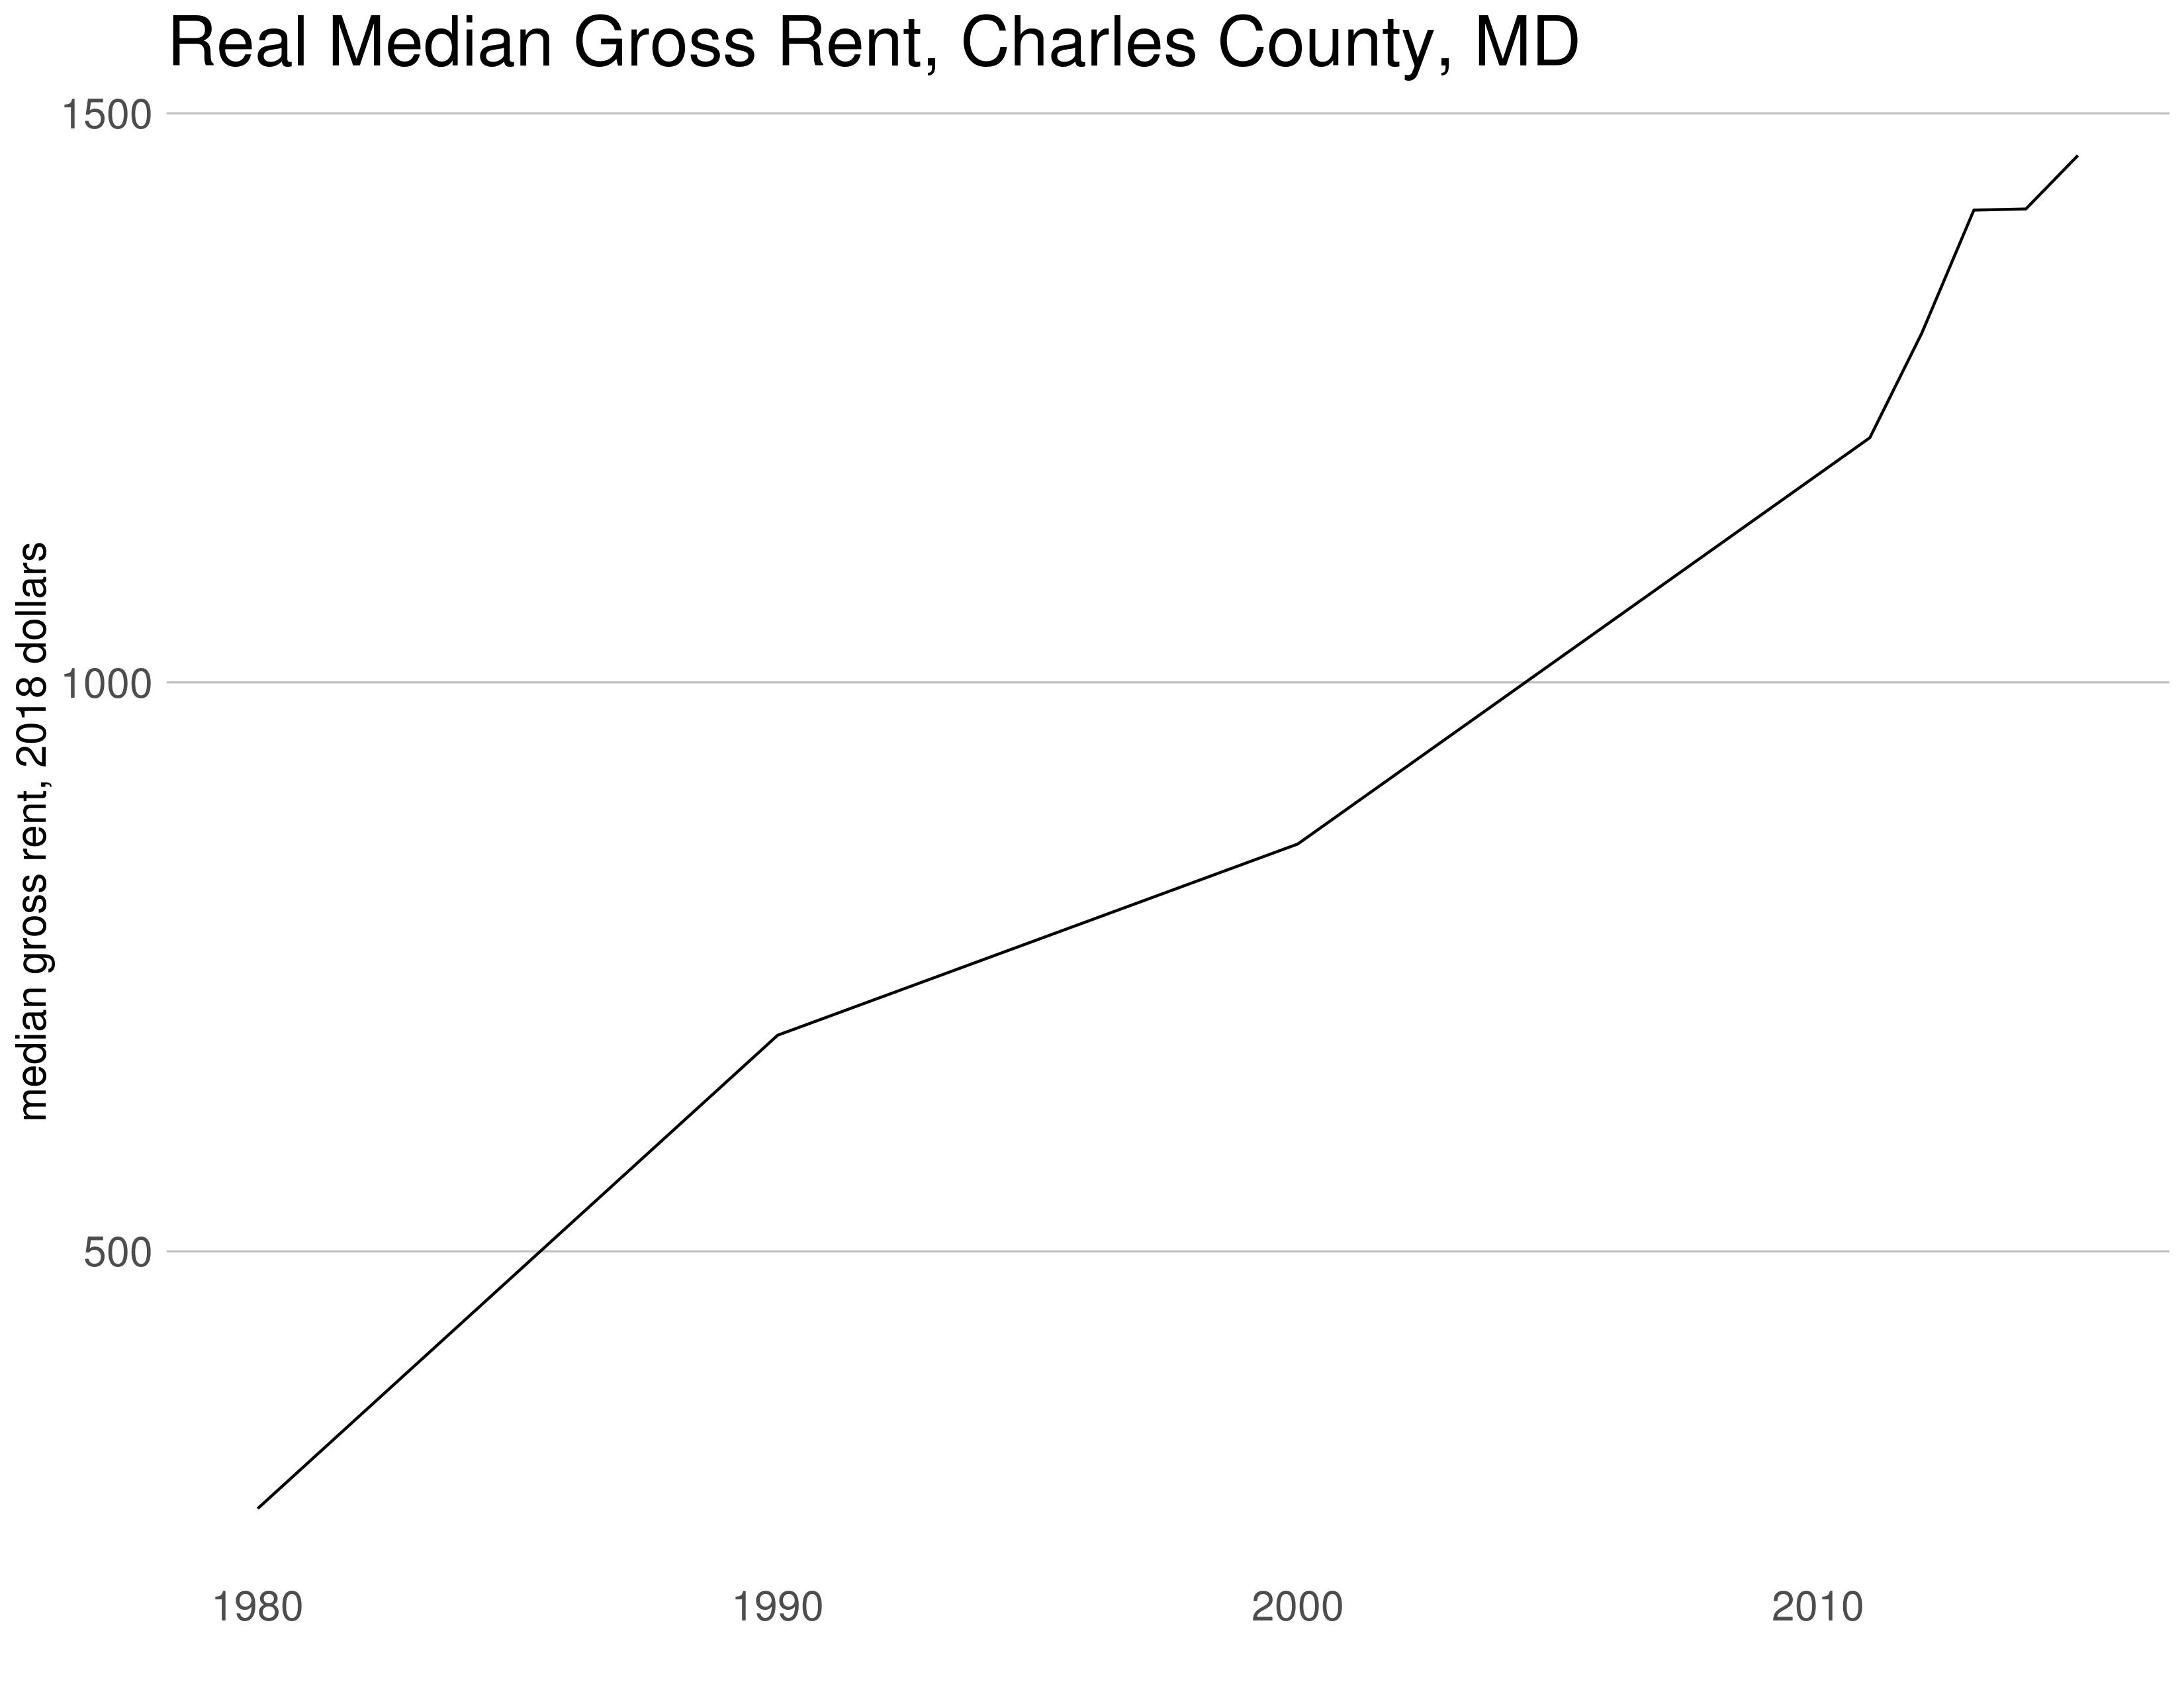 Real Median Gross Rent, Charles County, MD
1500
1000
500
median gross rent, 2018 dollars
1980 1990 2000 2010